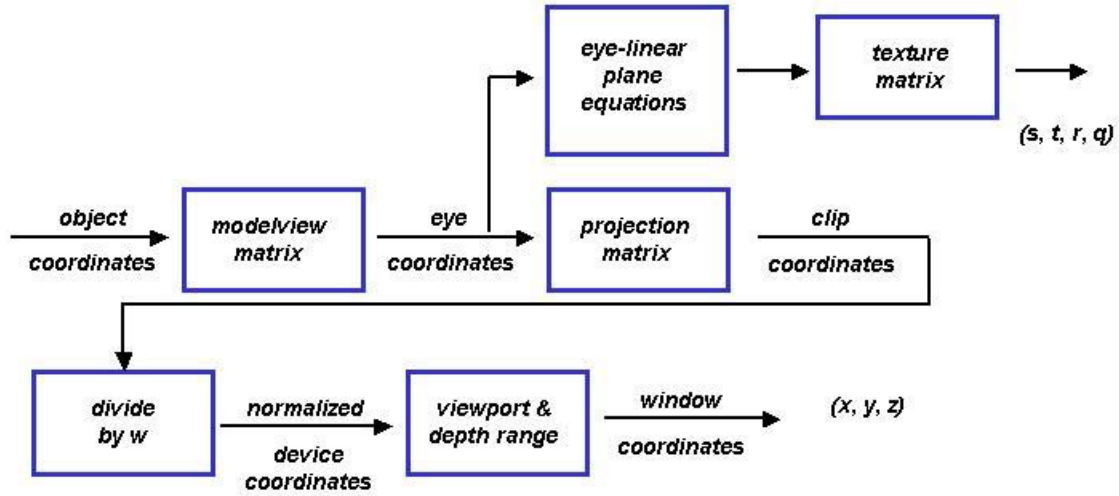 eye-linear
plane
equations
texture
matrix
(s, t, r, q)
object
coordinates
modelview
matrix
eye
coordinates
projection
matrix
clip
coordinates
divide
by w
normalized
device
coordinates
viewport &
depth range
window
coordinates
(x, y, z)